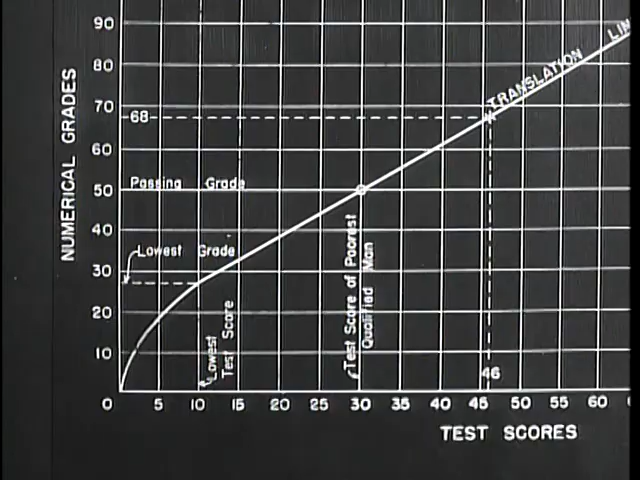 90
80
70
60
50
40
30
20
10
NUMERICAL GRADES
TRANSLATION LIN
68
Passing Grade
Lowest Grade
Lowest
Test Score
Test Score of Poorest
Qualified Man
46
0 5 10 15 20 25 30 35 40 45 50 55 60
TEST SCORES